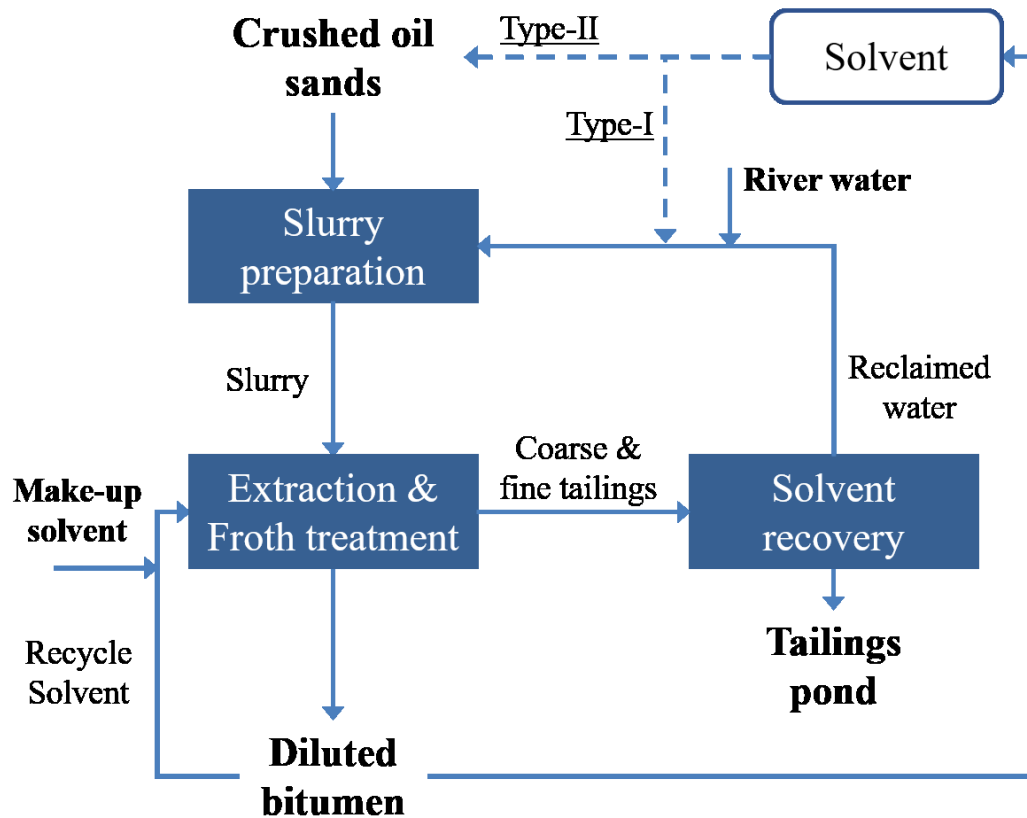 Crushed oil
sands
Type-II
Solvent
Type-I
River water
Slurry
preparation
Slurry
Reclaimed
water
Make-up
solvent
Extraction &
Froth treatment
Coarse &
fine tailings
Solvent
recovery
Recycle
Solvent
Tailings
pond
Diluted
bitumen